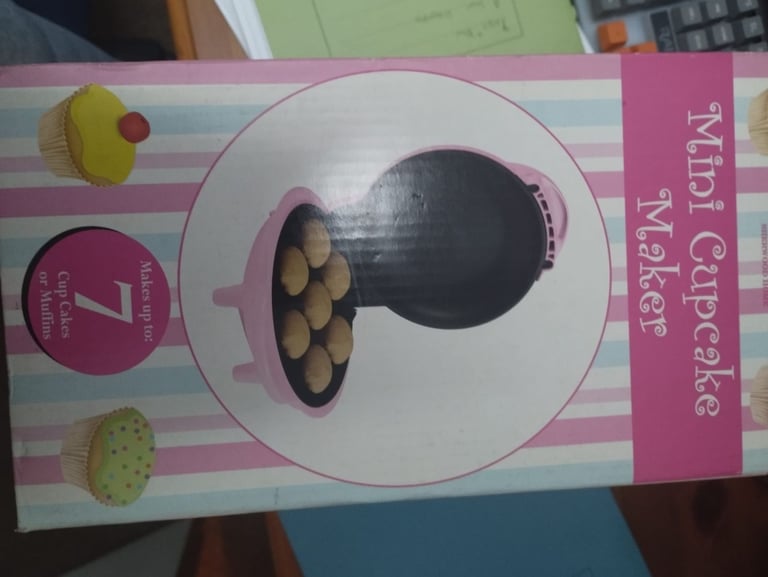 Mini Cupcake
Maker
Makes up to:
7
Cup Cakes
or Muffins